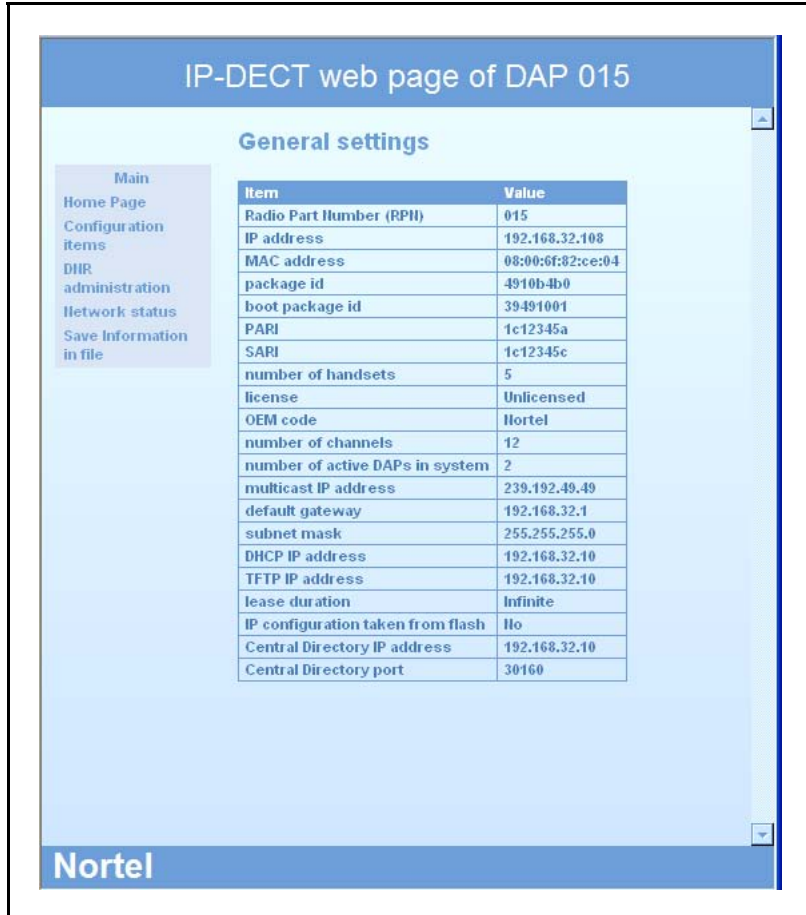 IP-DECT web page of DAP 015
General settings
Main
Home Page
Configuration
items
DNR
administration
Network status
Save Information
in file
Item Value
Radio Part Number (RPN) 015
IP address 192.168.32.108
MAC address 08:00:6f:82:ce:04
package id 4910b4b0
boot package id 39491001
PARI 1c12345a
SARI 1c12345c
number of handsets 5
license Unlicensed
OEM code Nortel
number of channels 12
number of active DAPs in system 2
multicast IP address 239.192.49.49
default gateway 192.168.32.1
subnet mask 255.255.255.0
DHCP IP address 192.168.32.10
TFTP IP address 192.168.32.10
lease duration Infinite
IP configuration taken from flash No
Central Directory IP address 192.168.32.10
Central Directory port 30160
Nortel